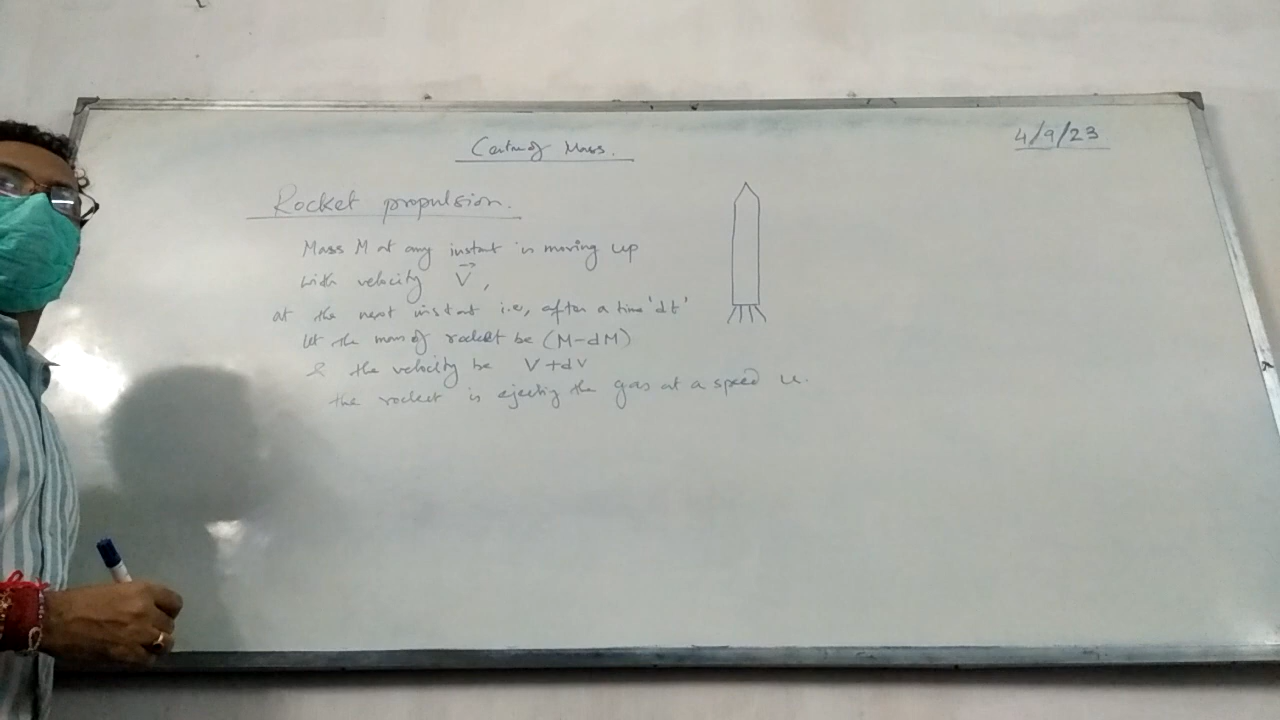 Centre of Mass.
4/9/23
Rocket propulsion.
Mass M at any instant is moving up
with velocity V⃗,
at the next instant i.e, after a time 'dt'
let the mass of rocket be (M-dM)
& the velocity be V+dV
the rocket is ejecting the gas at a speed u.